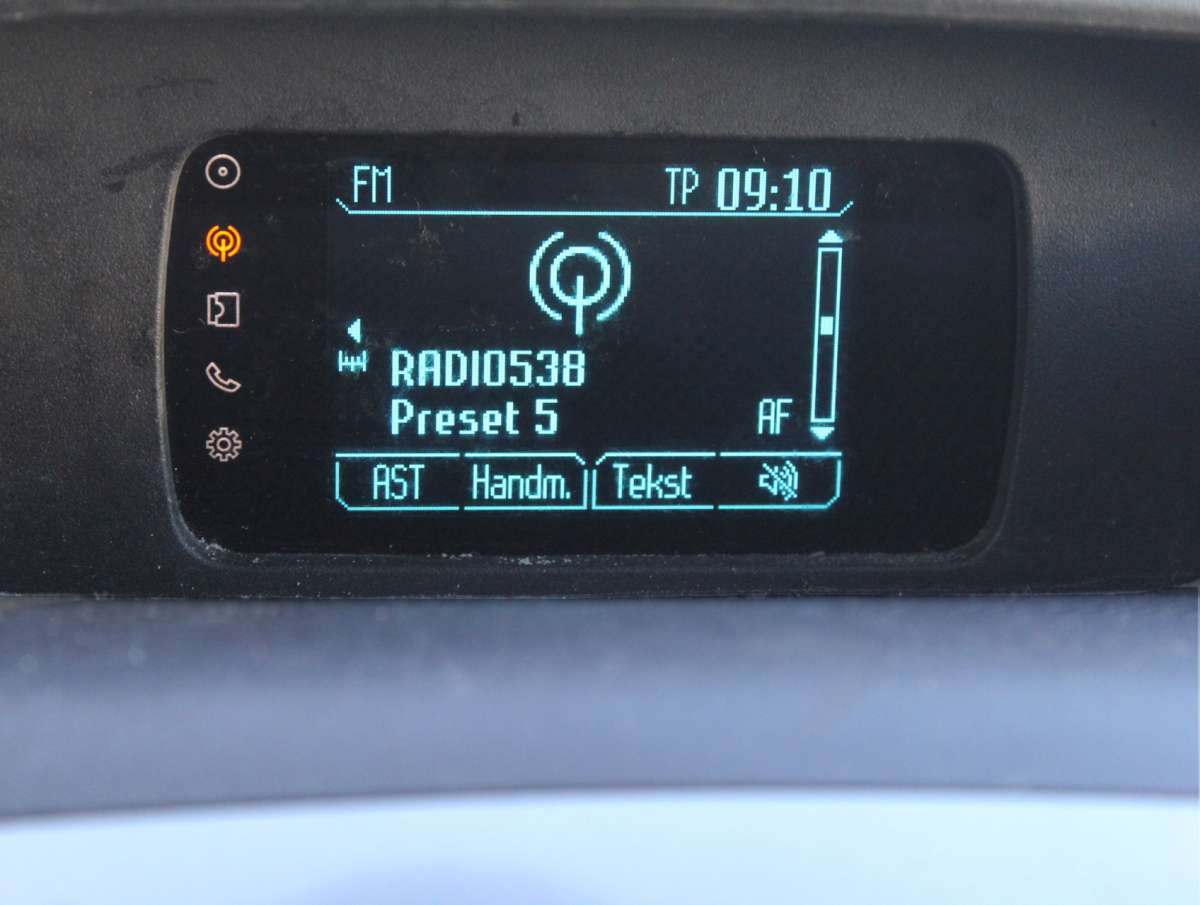 FM TP 09:10
RADIO538
Preset 5 AF
AST Handm. Tekst